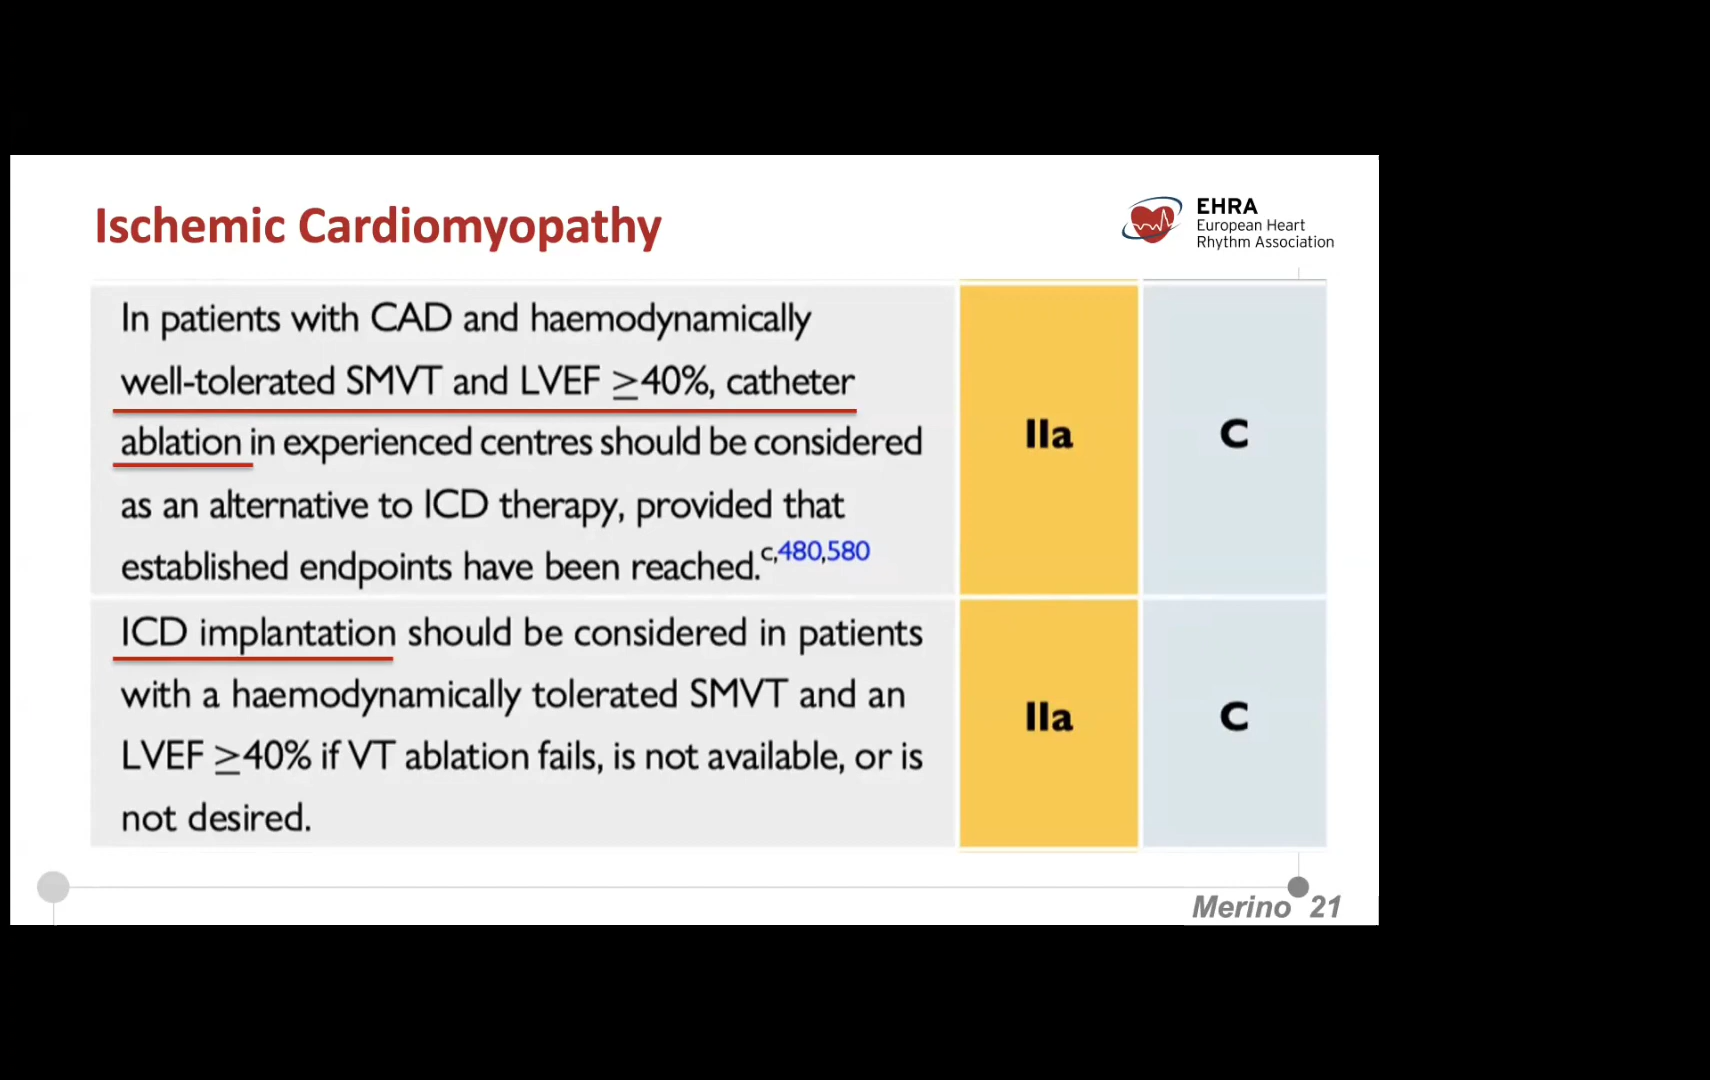 Ischemic Cardiomyopathy
EHRA
European Heart
Rhythm Association
In patients with CAD and haemodynamically
well-tolerated SMVT and LVEF ≥40%, catheter
ablation in experienced centres should be considered
as an alternative to ICD therapy, provided that
established endpoints have been reached.c,480,580
IIa
C
ICD implantation should be considered in patients
with a haemodynamically tolerated SMVT and an
LVEF ≥40% if VT ablation fails, is not available, or is
not desired.
IIa
C
Merino 21